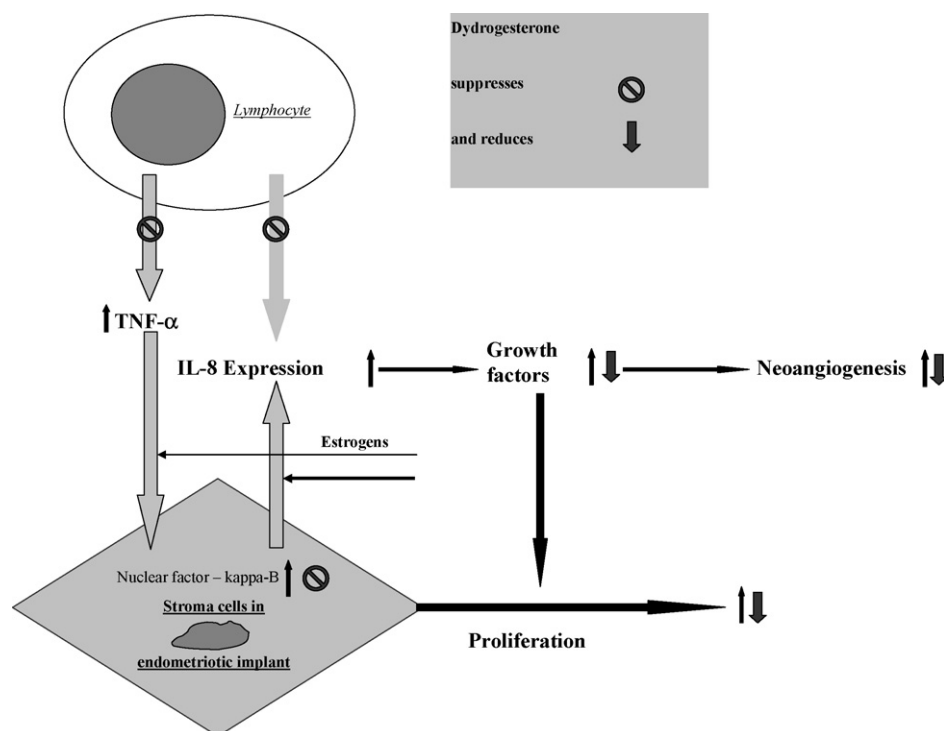 Dydrogesterone
suppresses
and reduces
Lymphocyte
TNF-α
IL-8 Expression
Growth
factors
Neoangiogenesis
Estrogens
Nuclear factor – kappa-B
Stroma cells in
endometriotic implant
Proliferation